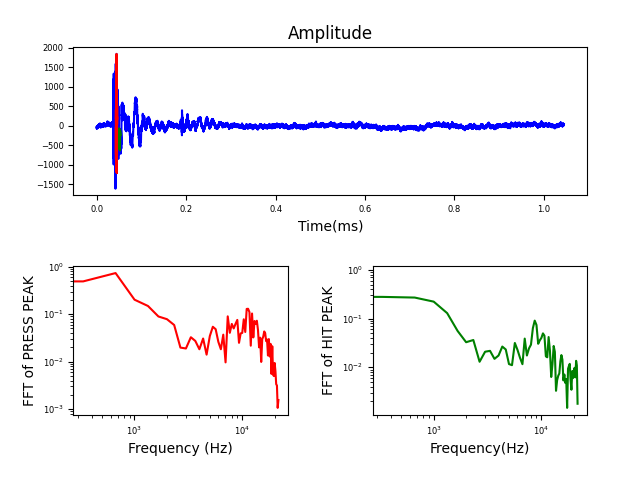 Amplitude
2000
1500
1000
500
0
−500
−1000
−1500
0.0 0.2 0.4 0.6 0.8 1.0
Time(ms)
FFT of PRESS PEAK
10⁰
10⁻¹
10⁻²
10⁻³
10³ 10⁴
Frequency (Hz)
FFT of HIT PEAK
10⁰
10⁻¹
10⁻²
10³ 10⁴
Frequency(Hz)